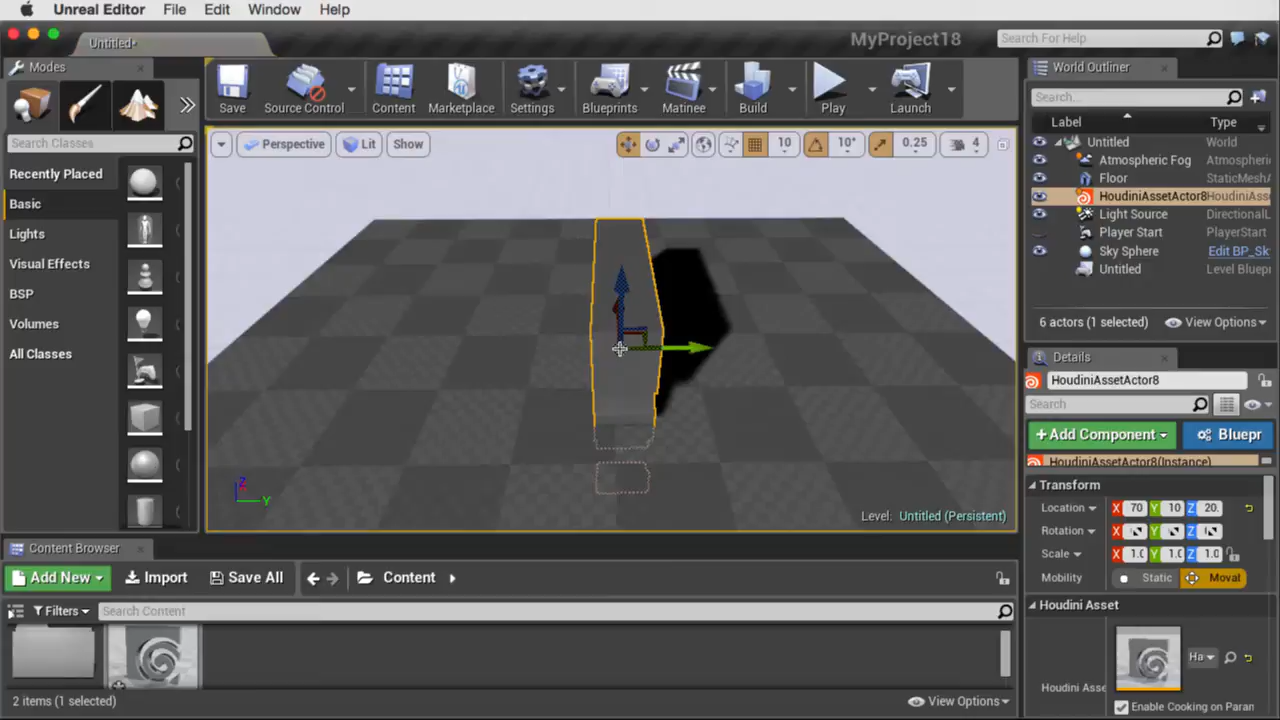 Unreal Editor File Edit Window Help
Untitled*
MyProject18
Search For Help
Modes
Search Classes
Recently Placed
Basic
Lights
Visual Effects
BSP
Volumes
All Classes
Save
Source Control
Content
Marketplace
Settings
Blueprints
Matinee
Build
Play
Launch
Perspective
Lit
Show
10
10°
0.25
4
Z
Y
Level: Untitled (Persistent)
World Outliner
Search...
Label Type
Untitled World
Atmospheric Fog Atmospheric
Floor StaticMeshA
HoudiniAssetActor8 HoudiniAss
Light Source DirectionalL
Player Start PlayerStart
Sky Sphere Edit BP_Sk
Untitled Level Bluepr
6 actors (1 selected) View Options
Details
HoudiniAssetActor8
Search
+Add Component Bluepr
HoudiniAssetActor8(Instance)
Transform
Location X 70 Y 10 Z 20.
Rotation X Y Z
Scale X 1.0 Y 1.0 Z 1.0
Mobility Static Moval
Houdini Asset
Ha
Houdini Asse
Enable Cooking on Paran
Content Browser
Add New Import Save All Content
Filters Search Content
2 items (1 selected) View Options